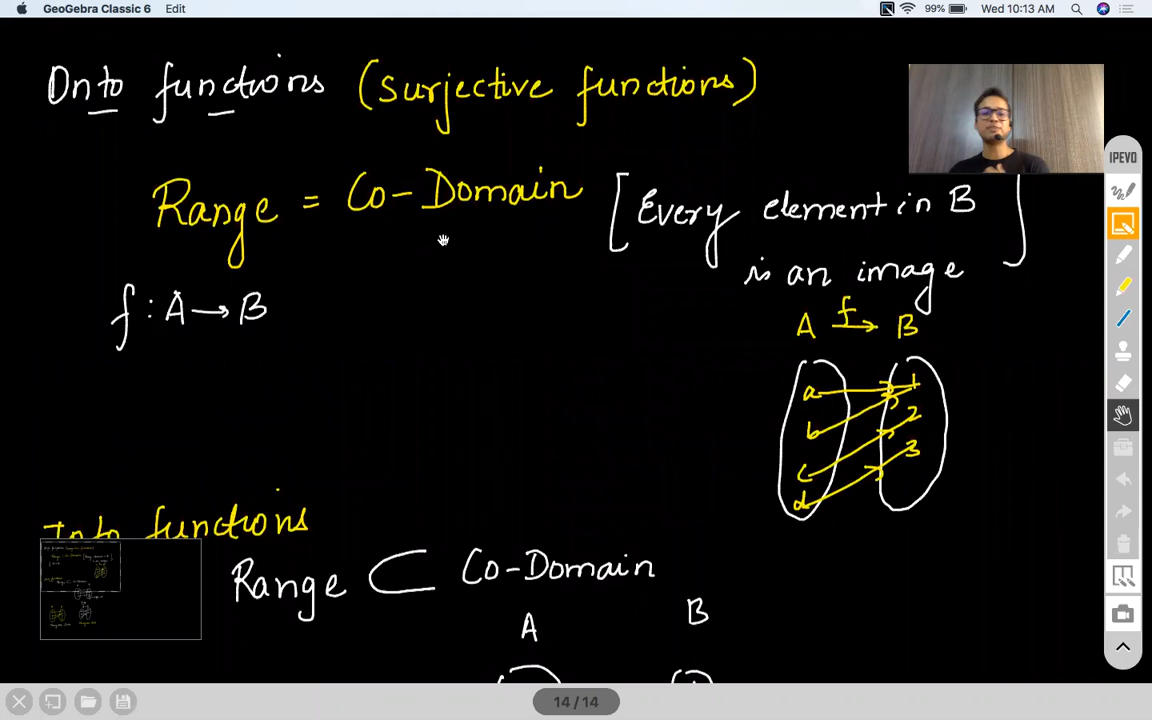 GeoGebra Classic 6 Edit 99% Wed 10:13 AM
Onto functions (Surjective functions)
IPEVO
Range = Co-Domain [Every element in B
is an image]
f : A → B
A f→ B
a 1
b 2
c 3
d
Into functions
Range ⊂ Co-Domain
A B
14 / 14